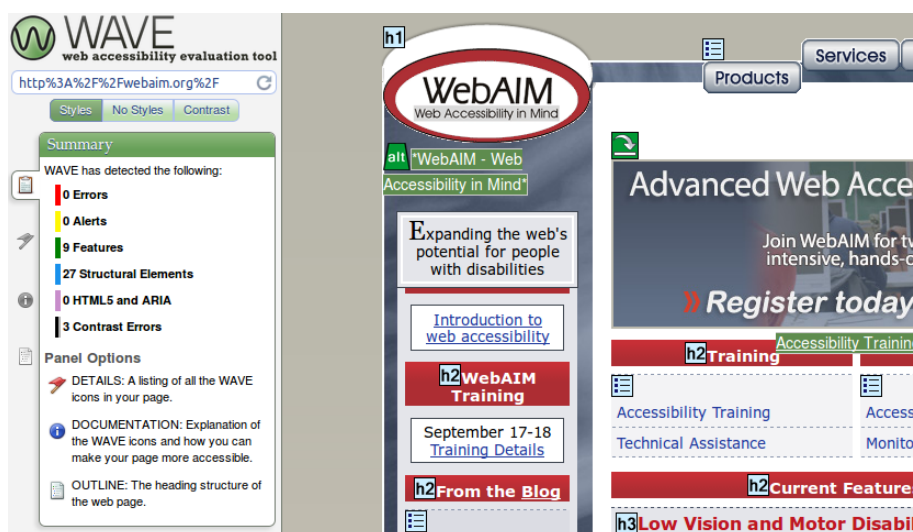 WAVE
web accessibility evaluation tool
http%3A%2F%2Fwebaim.org%2F
Styles No Styles Contrast
Summary
WAVE has detected the following:
0 Errors
0 Alerts
9 Features
27 Structural Elements
0 HTML5 and ARIA
3 Contrast Errors
Panel Options
DETAILS: A listing of all the WAVE
icons in your page.
DOCUMENTATION: Explanation of
the WAVE icons and how you can
make your page more accessible.
OUTLINE: The heading structure of
the web page.
h1
WebAIM
Web Accessibility in Mind
alt *WebAIM - Web
Accessibility in Mind*
Expanding the web's
potential for people
with disabilities
Introduction to
web accessibility
h2 WebAIM
Training
September 17-18
Training Details
h2 From the Blog
Products
Services
Advanced Web Acce
Join WebAIM for tw
intensive, hands-o
» Register today
Accessibility Training
h2 Training
Accessibility Training
Technical Assistance
Access
Monito
h2 Current Features
h3 Low Vision and Motor Disabil